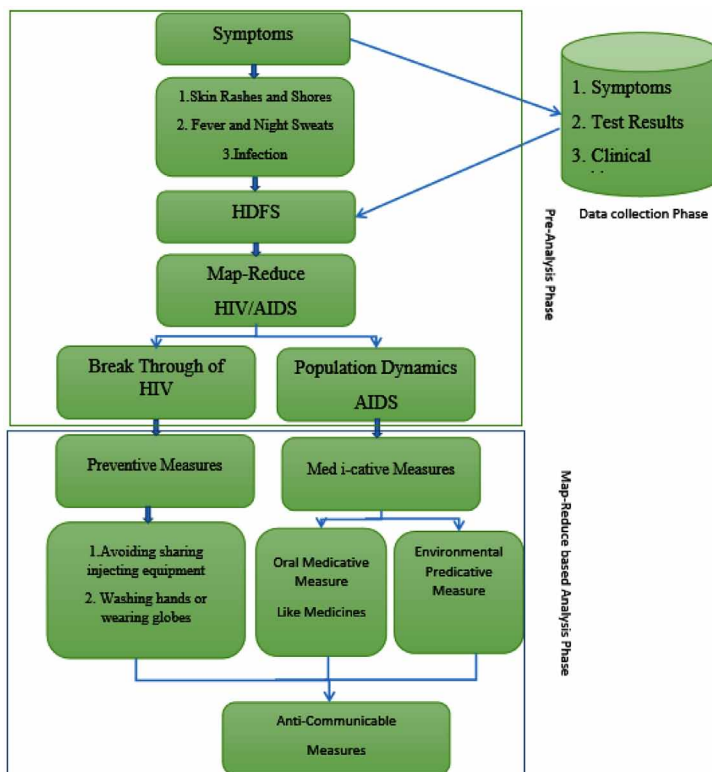 Symptoms
1.Skin Rashes and Shores
2. Fever and Night Sweats
3.Infection
HDFS
Map-Reduce
HIV/AIDS
Break Through of
HIV
Population Dynamics
AIDS
1. Symptoms
2. Test Results
3. Clinical
Data collection Phase
Pre-Analysis Phase
Preventive Measures
Med i-cative Measures
1.Avoiding sharing
injecting equipment
2. Washing hands or
wearing globes
Oral Medicative
Measure
Like Medicines
Environmental
Predicative
Measure
Anti-Communicable
Measures
Map-Reduce based Analysis Phase